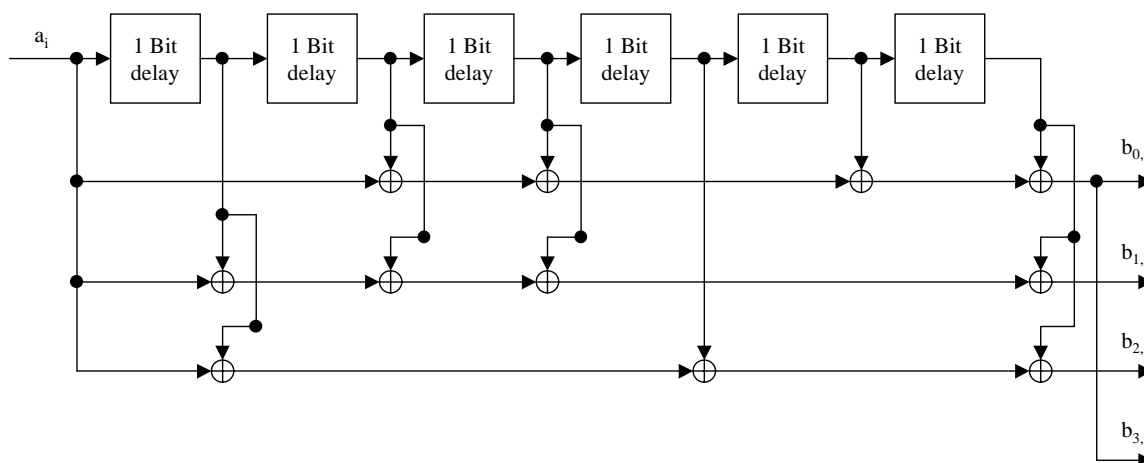 a_i
1 Bit
delay
1 Bit
delay
1 Bit
delay
1 Bit
delay
1 Bit
delay
1 Bit
delay
b_0,
b_1,
b_2,
b_3,